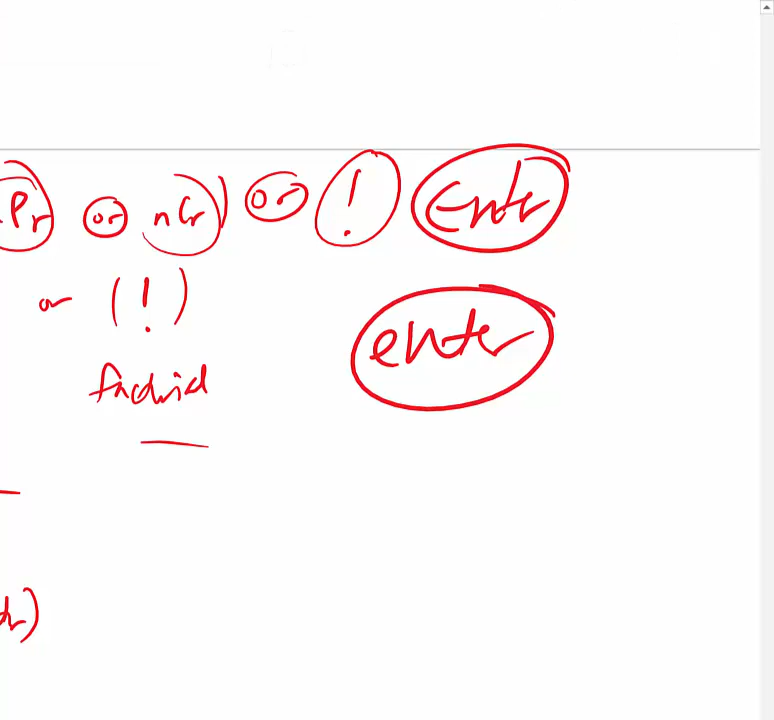 Pr or nCr) or ! Enter
or (!) enter
factorial